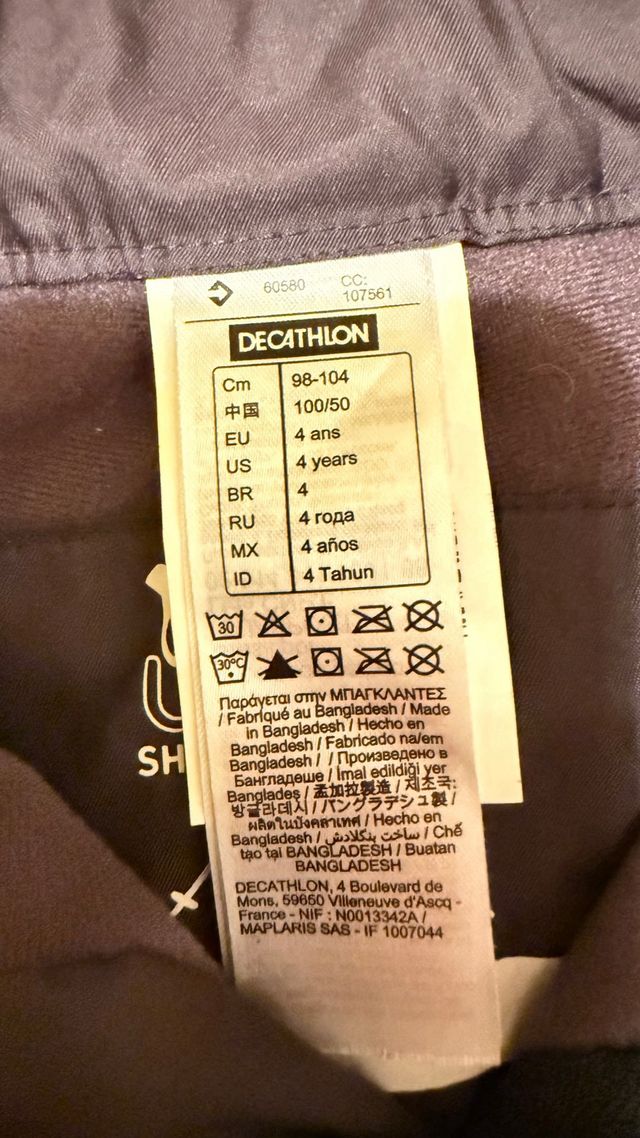 60580 CC:
107561
DECATHLON
Cm 98-104
中国 100/50
EU 4 ans
US 4 years
BR 4
RU 4 года
MX 4 años
ID 4 Tahun
30
30°C
Παράγεται στην ΜΠΑΓΚΛΑΝΤΕΣ
/ Fabriqué au Bangladesh / Made
in Bangladesh / Hecho en
Bangladesh / Fabricado na/em
Bangladesh / / Произведено в
Бангладеше / İmal edildiği yer
Bangladeş / 孟加拉製造 / 제조국:
방글라데시 / バングラデシュ製 /
ผลิตในบังคลาเทศ / Hecho en
Bangladesh / ساخت بنگلادش / Chế
tạo tại BANGLADESH / Buatan
BANGLADESH
DECATHLON, 4 Boulevard de
Mons, 59650 Villeneuve d'Ascq -
France - NIF : N0013342A /
MAPLARIS SAS - IF 1007044
SH